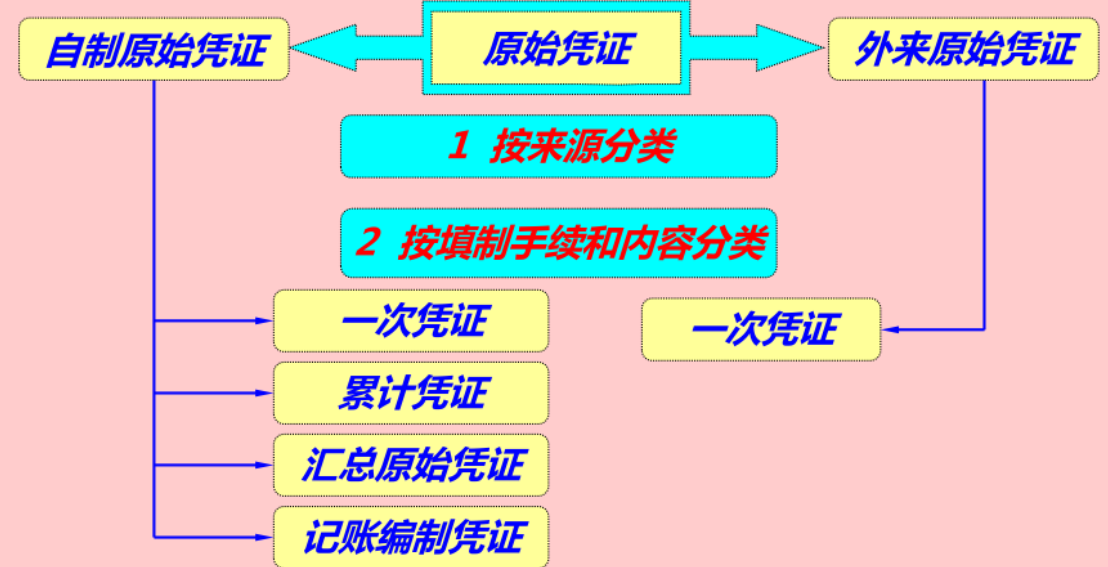 自制原始凭证
原始凭证
外来原始凭证
1 按来源分类
2 按填制手续和内容分类
一次凭证
一次凭证
累计凭证
汇总原始凭证
记账编制凭证